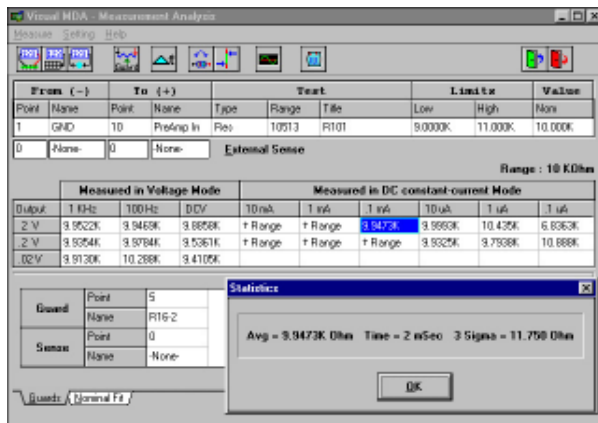 Visual MDA - Measurement Analysis
Measure Setting Help
From (-) To (+) Test Limits Value
Point Name Point Name Type Range Title Low High Nom
1 GND 10 PreAmp In Res 10513 R101 9.0000K 11.000K 10.000K
0 -None- 0 -None- External Sense
Range : 10 KOhm
Measured in Voltage Mode Measured in DC constant-current Mode
Output 1 KHz 100 Hz DCV 10 mA 1 mA .1 mA 10 uA 1 uA .1 uA
2 V 9.9522K 9.9469K 9.8858K ↑ Range ↑ Range 9.9473K 9.9993K 10.435K 6.8363K
.2 V 9.9354K 9.9784K 9.5361K ↑ Range ↑ Range ↑ Range 9.9325K 9.7938K 10.888K
.02 V 9.9130K 10.288K 9.4105K
Guard Point 5
Name R16-2
Sense Point 0
Name -None-
Statistics
Avg = 9.9473K Ohm Time = 2 mSec 3 Sigma = 11.750 Ohm
OK
Guards Nominal Fit